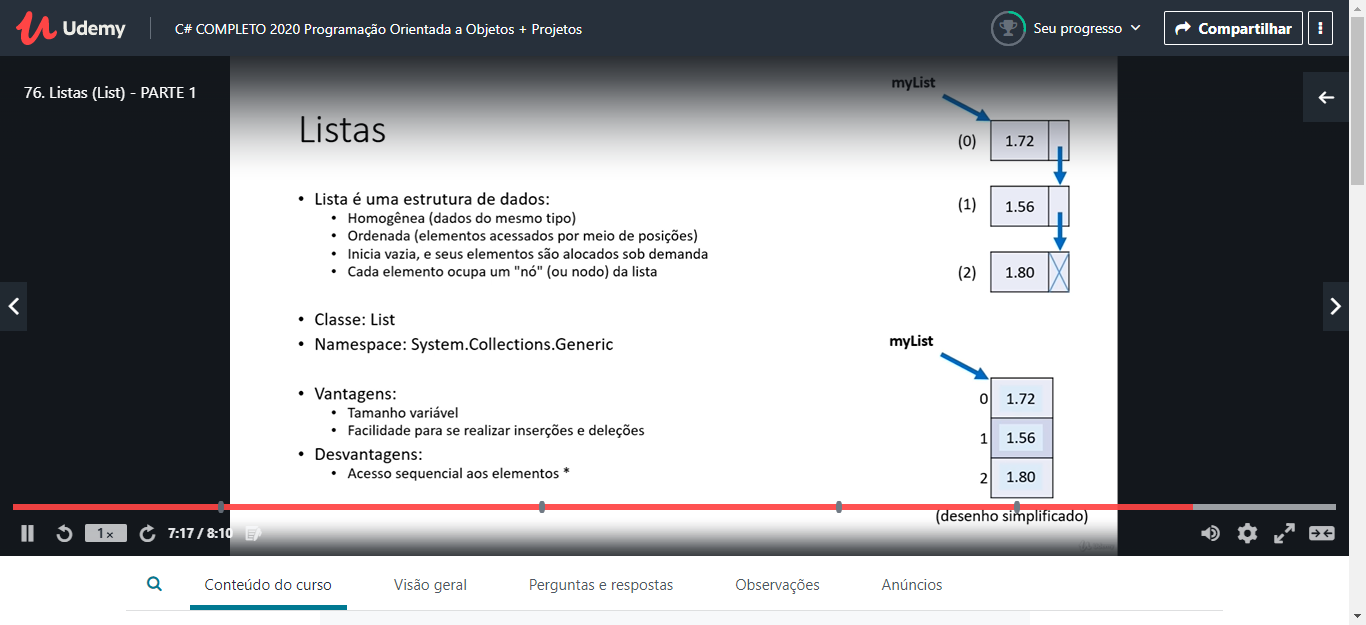 Udemy
C# COMPLETO 2020 Programação Orientada a Objetos + Projetos
Seu progresso
Compartilhar
76. Listas (List) - PARTE 1
Listas
• Lista é uma estrutura de dados:
• Homogênea (dados do mesmo tipo)
• Ordenada (elementos acessados por meio de posições)
• Inicia vazia, e seus elementos são alocados sob demanda
• Cada elemento ocupa um "nó" (ou nodo) da lista
• Classe: List
• Namespace: System.Collections.Generic
• Vantagens:
• Tamanho variável
• Facilidade para se realizar inserções e deleções
• Desvantagens:
• Acesso sequencial aos elementos *
myList
(0) 1.72
(1) 1.56
(2) 1.80
myList
0 1.72
1 1.56
2 1.80
(desenho simplificado)
1x
7:17 / 8:10
Conteúdo do curso
Visão geral
Perguntas e respostas
Observações
Anúncios